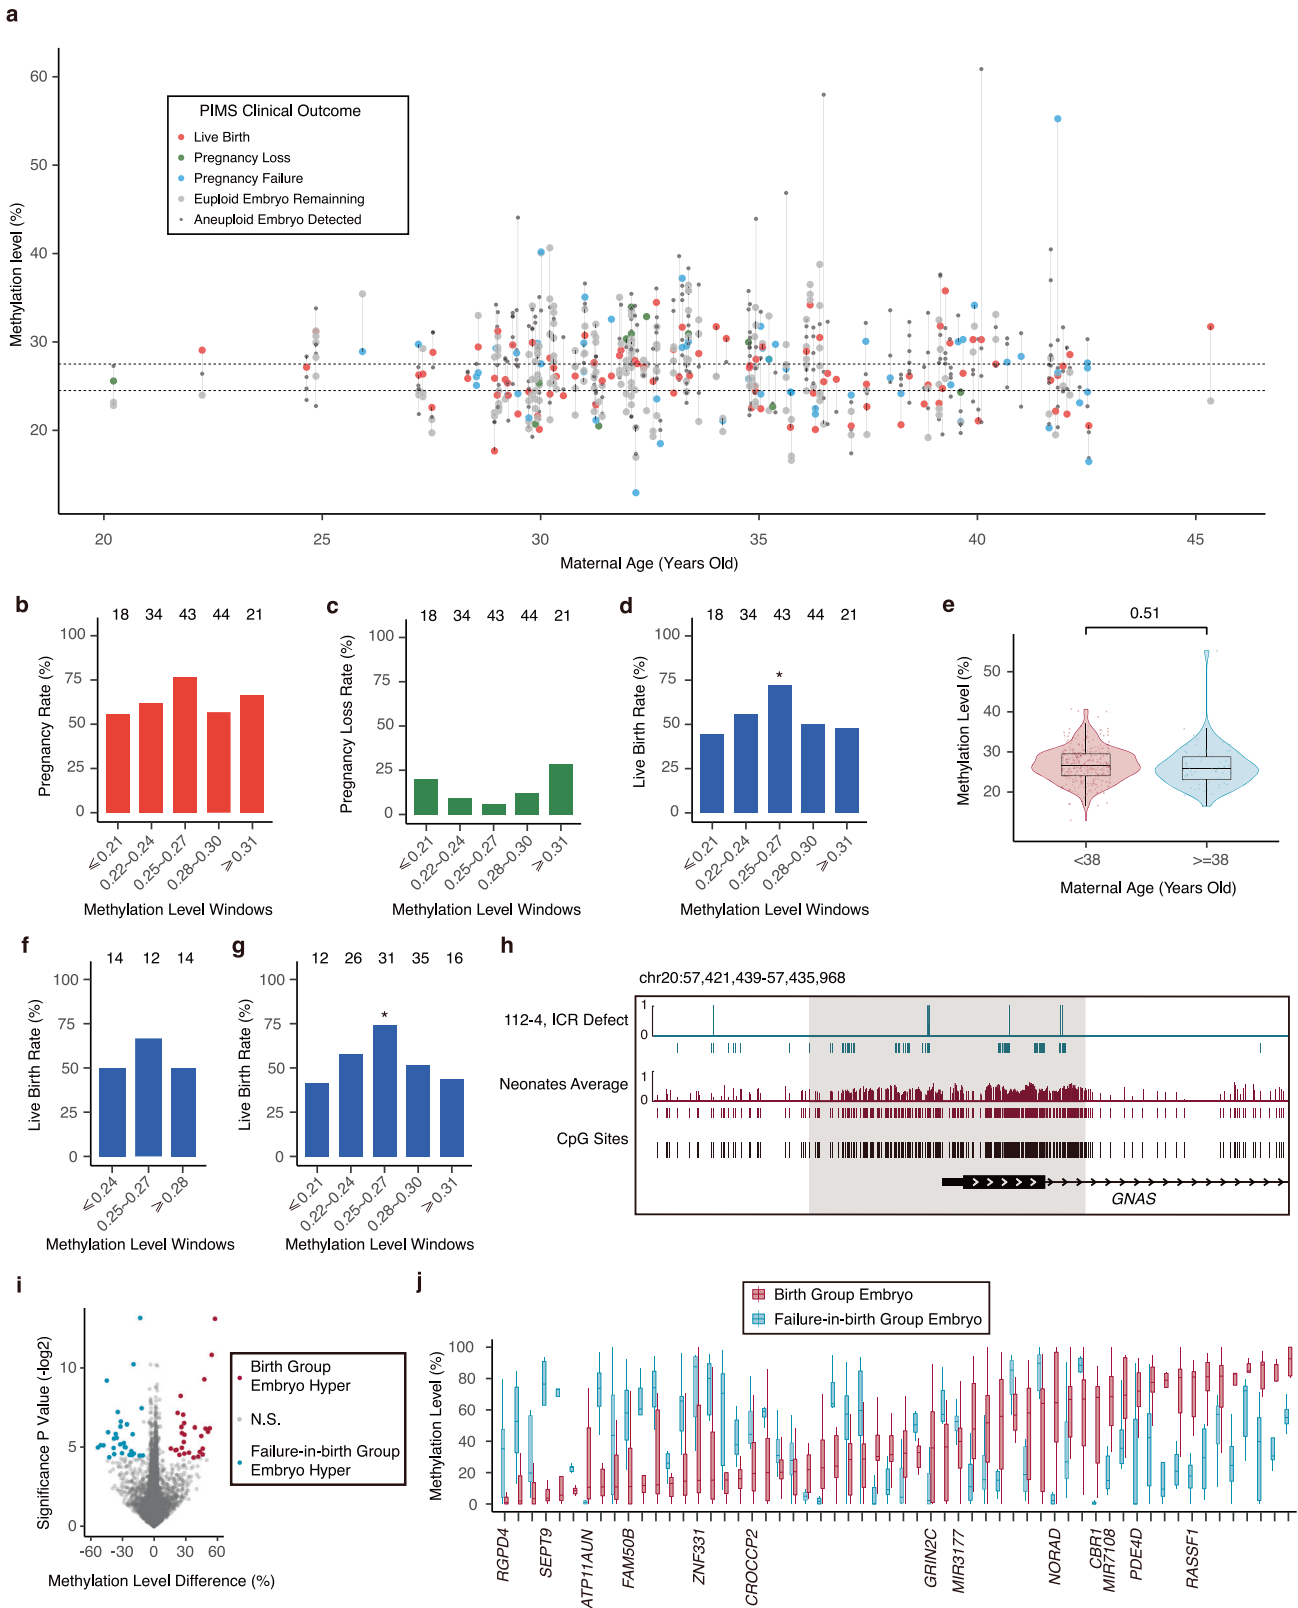 a
60
50
40
30
20
Methylation level (%)
PIMS Clinical Outcome
Live Birth
Pregnancy Loss
Pregnancy Failure
Euploid Embryo Remaining
Aneuploid Embryo Detected
20 25 30 35 40 45
Maternal Age (Years Old)
b
18 34 43 44 21
100
75
50
25
0
Pregnancy Rate (%)
⩽0.21 0.22~0.24 0.25~0.27 0.28~0.30 ⩾0.31
Methylation Level Windows
c
18 34 43 44 21
100
75
50
25
0
Pregnancy Loss Rate (%)
⩽0.21 0.22~0.24 0.25~0.27 0.28~0.30 ⩾0.31
Methylation Level Windows
d
18 34 43 44 21
100
75
50
25
0
*
Live Birth Rate (%)
⩽0.21 0.22~0.24 0.25~0.27 0.28~0.30 ⩾0.31
Methylation Level Windows
e
0.51
50
40
30
20
Methylation Level (%)
<38 >=38
Maternal Age (Years Old)
f
14 12 14
100
75
50
25
0
Live Birth Rate (%)
⩽0.24 0.25~0.27 ⩾0.28
Methylation Level Windows
g
12 26 31 35 16
100
75
50
25
0
*
Live Birth Rate (%)
⩽0.21 0.22~0.24 0.25~0.27 0.28~0.30 ⩾0.31
Methylation Level Windows
h
chr20:57,421,439-57,435,968
1
112-4, ICR Defect
0
1
Neonates Average
0
CpG Sites
GNAS
i
10
5
0
Significance P Value (-log2)
-60 -30 0 30 60
Methylation Level Difference (%)
Birth Group
Embryo Hyper
N.S.
Failure-in-birth Group
Embryo Hyper
j
Birth Group Embryo
Failure-in-birth Group Embryo
100
80
60
40
20
0
Methylation Level (%)
RGPD4 SEPT9 ATP11AUN FAM50B ZNF331 CROCCP2 GRIN2C MIR3177 NORAD CBR1 MIR7108 PDE4D RASSF1